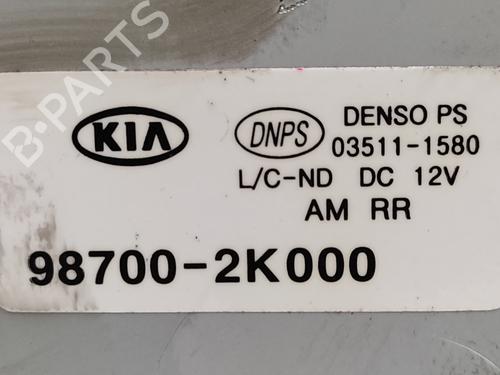 B-PARTS
KIA
DNPS
DENSO PS
03511-1580
L/C-ND DC 12V
AM RR
98700-2K000